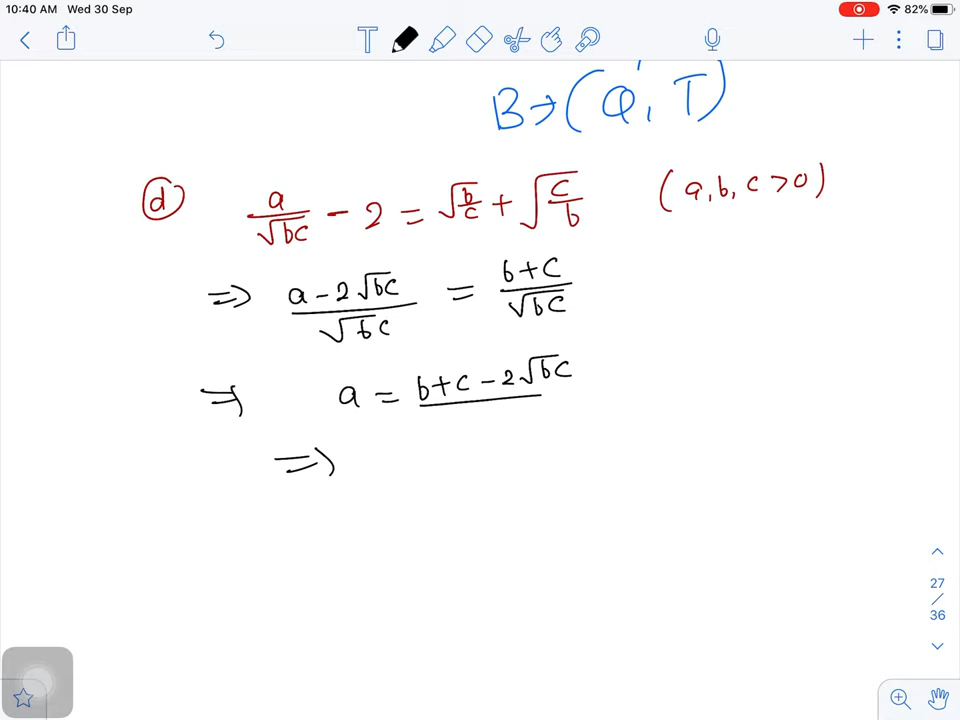 10:40 AM Wed 30 Sep 82%
T
B→(Q, T)
(d) a/√bc - 2 = √b/c + √c/b (a, b, c > 0)
=> a - 2√bc/√bc = b + c/√bc
=> a = b + c - 2√bc
=>
27
/
36